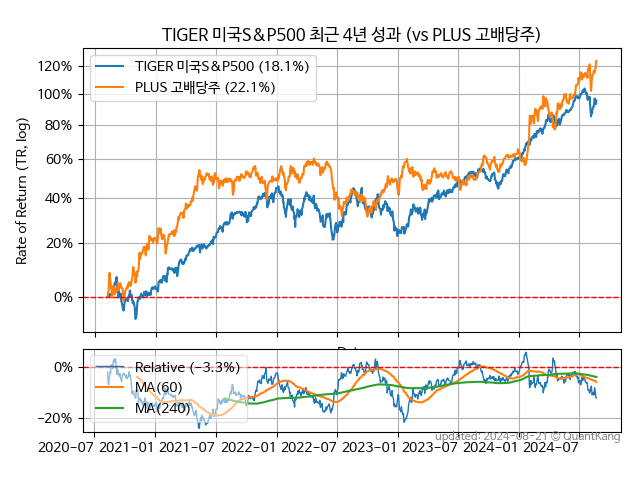 TIGER 미국S&P500 최근 4년 성과 (vs PLUS 고배당주)
Rate of Return (TR, log)
120%
100%
80%
60%
40%
20%
0%
TIGER 미국S&P500 (18.1%)
PLUS 고배당주 (22.1%)
0%
−20%
Relative (−3.3%)
MA(60)
MA(240)
2020-07 2021-01 2021-07 2022-01 2022-07 2023-01 2023-07 2024-01 2024-07
updated: 2024-08-21 © QuantKang